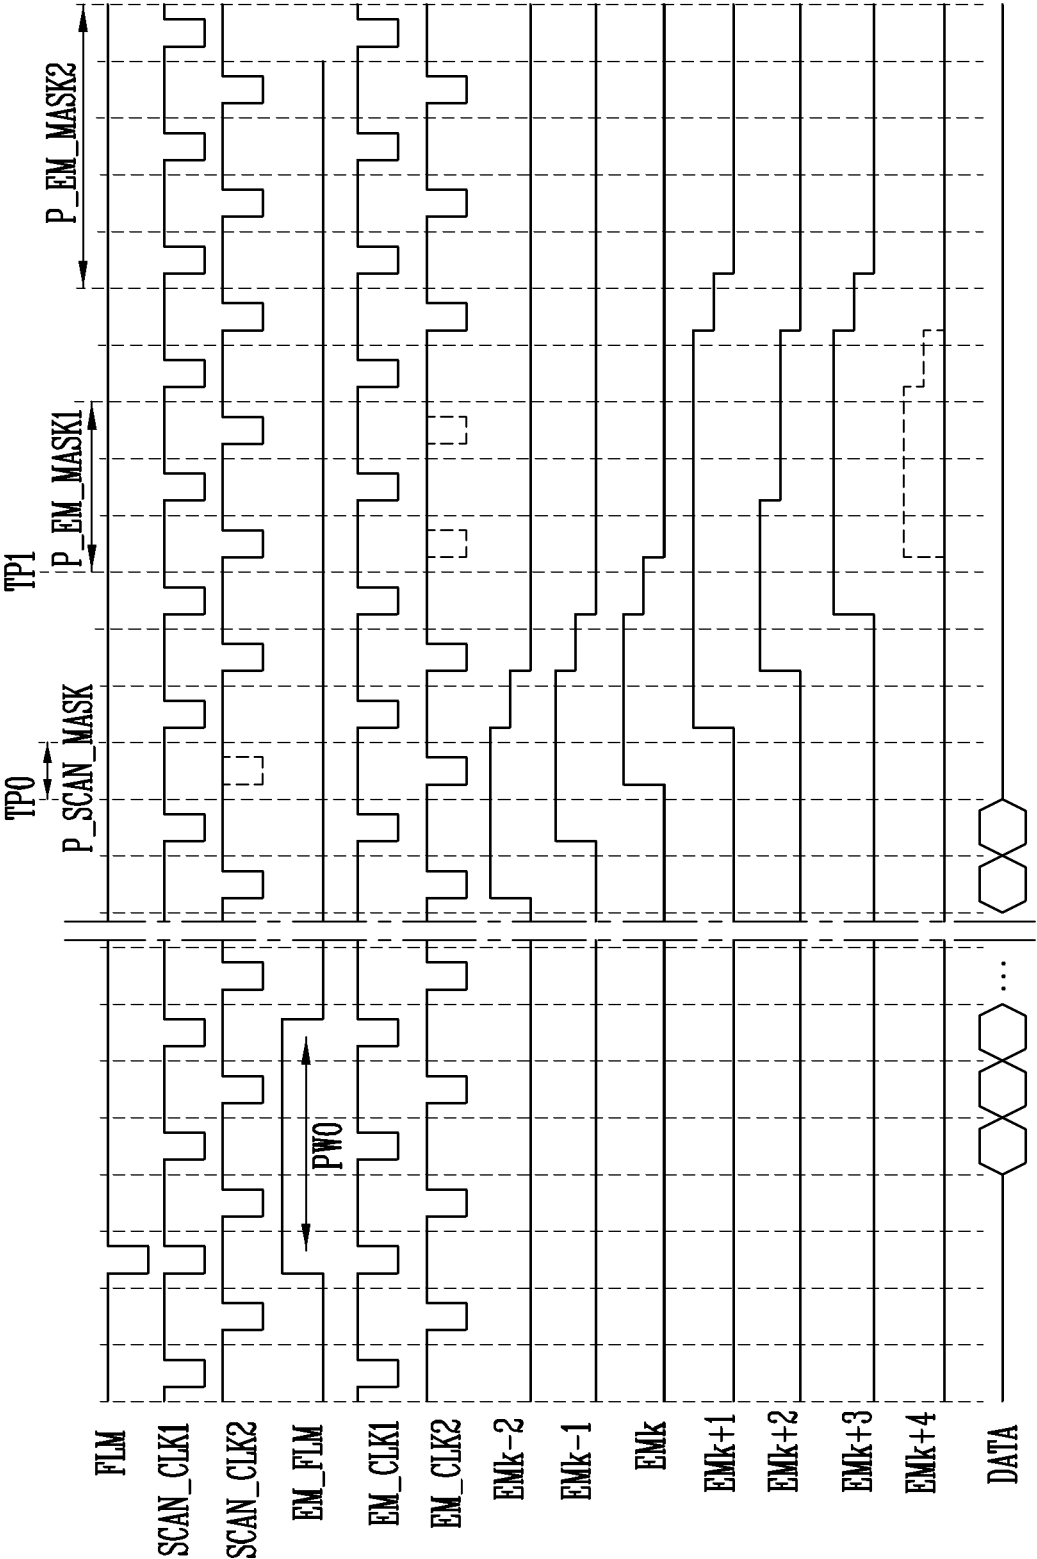 TP0
TP1
P_SCAN_MASK
P_EM_MASK1
P_EM_MASK2
FLM
SCAN_CLK1
SCAN_CLK2
EM_FLM
PW0
EM_CLK1
EM_CLK2
EMk-2
EMk-1
EMk
EMk+1
EMk+2
EMk+3
EMk+4
DATA
...